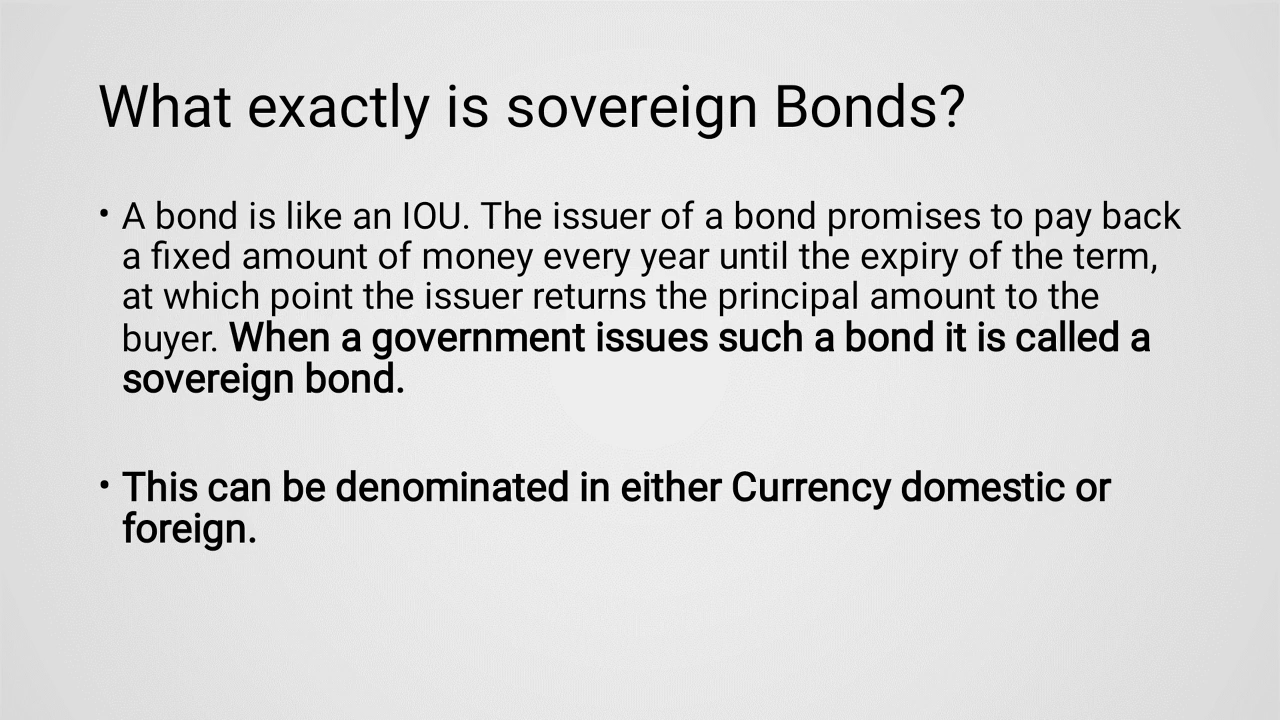 What exactly is sovereign Bonds?
• A bond is like an IOU. The issuer of a bond promises to pay back
a fixed amount of money every year until the expiry of the term,
at which point the issuer returns the principal amount to the
buyer. When a government issues such a bond it is called a
sovereign bond.
• This can be denominated in either Currency domestic or
foreign.